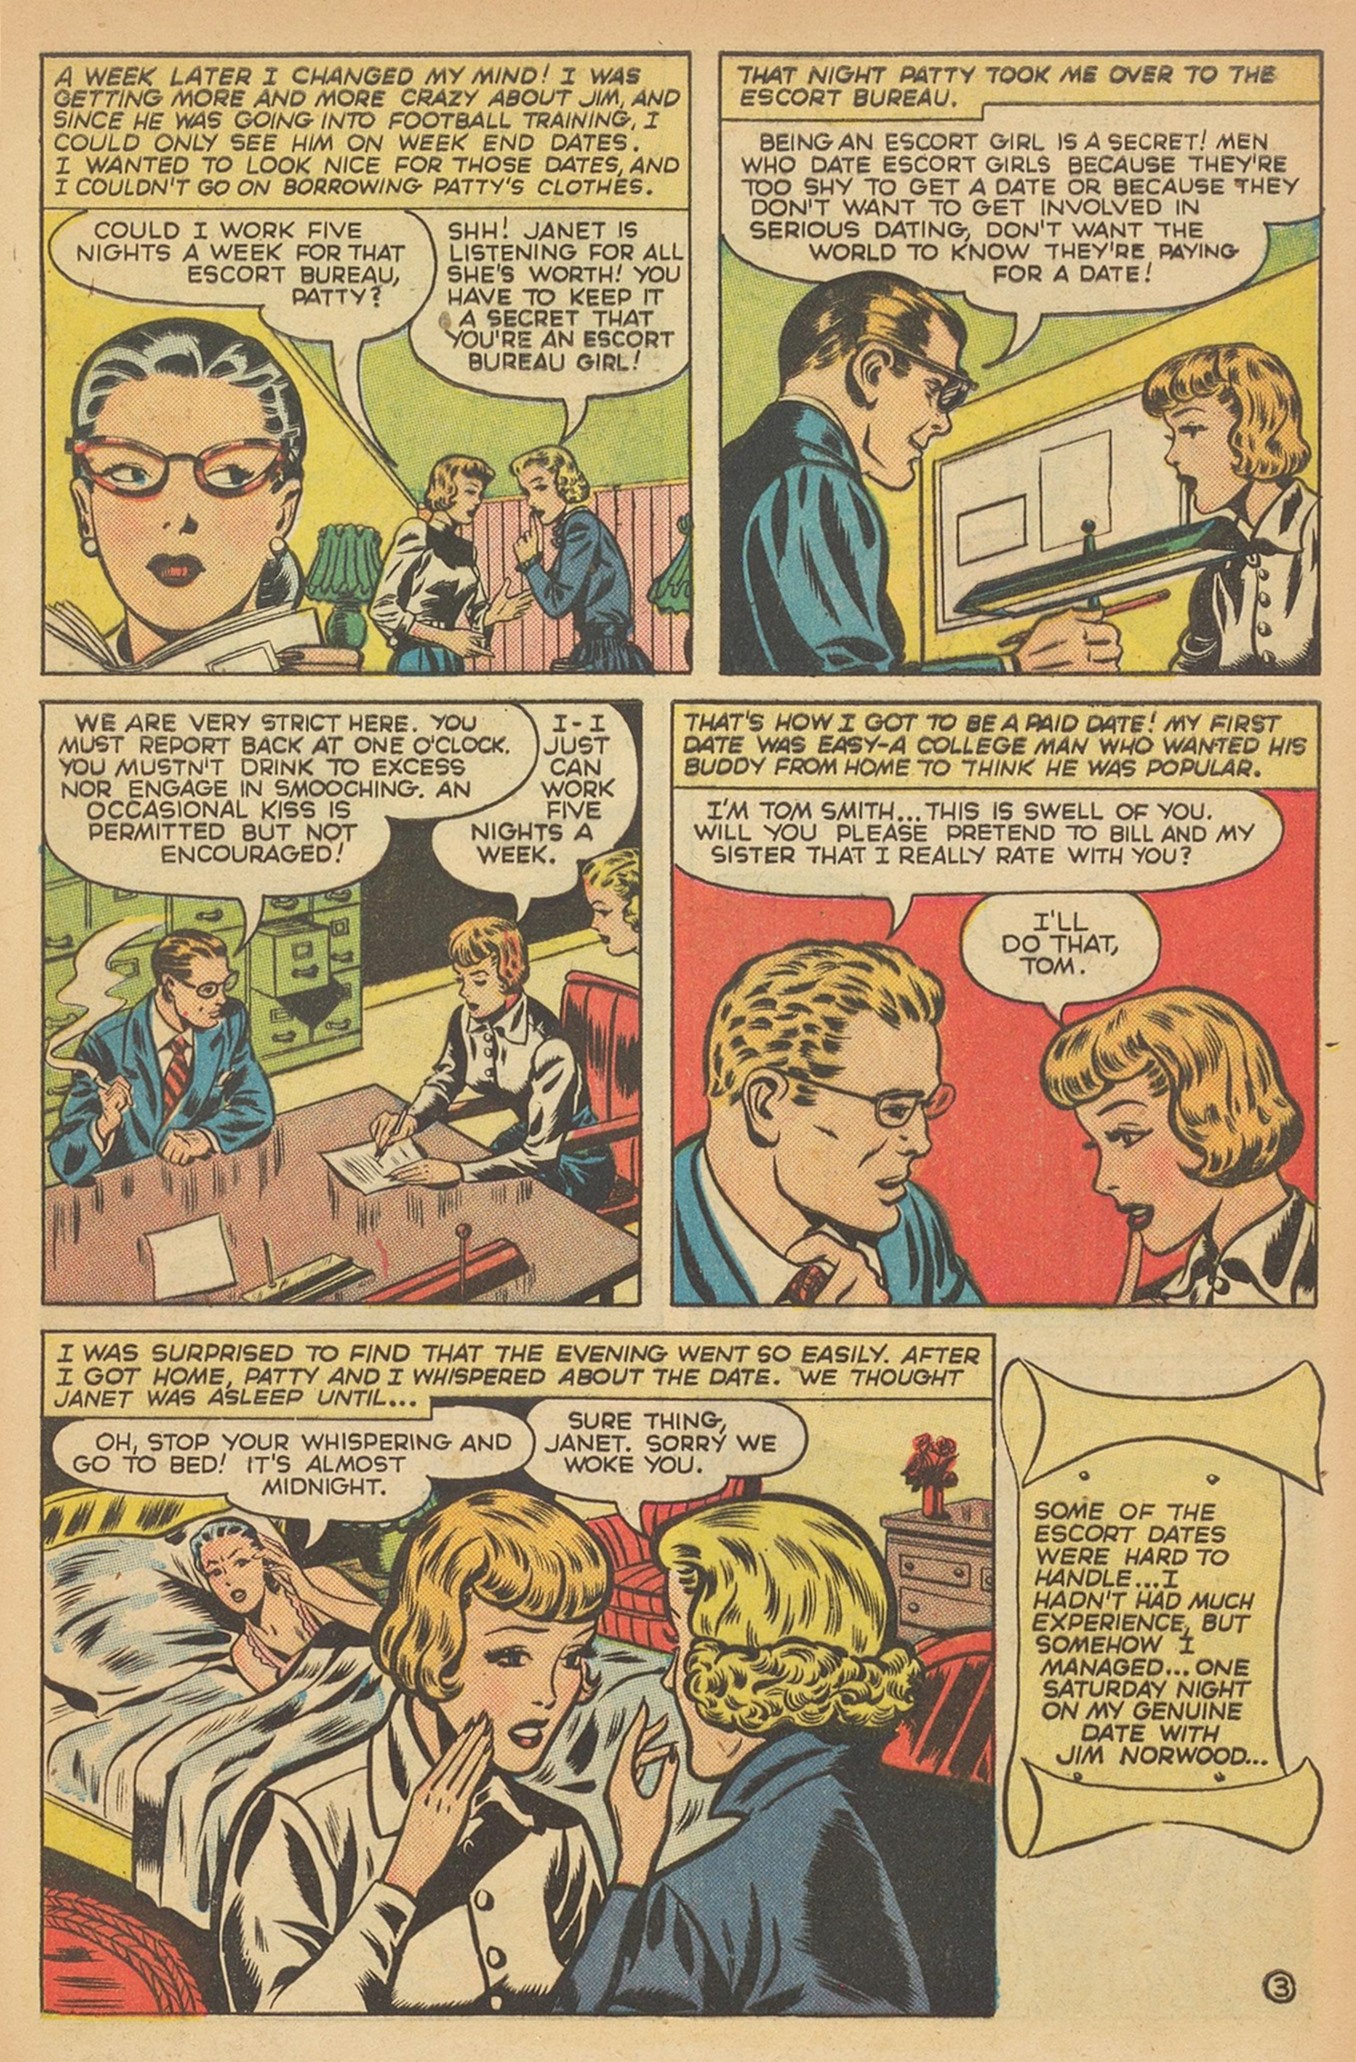 A WEEK LATER I CHANGED MY MIND! I WAS
GETTING MORE AND MORE CRAZY ABOUT JIM, AND
SINCE HE WAS GOING INTO FOOTBALL TRAINING, I
COULD ONLY SEE HIM ON WEEK END DATES.
I WANTED TO LOOK NICE FOR THOSE DATES, AND
I COULDN'T GO ON BORROWING PATTY'S CLOTHES.
COULD I WORK FIVE
NIGHTS A WEEK FOR THAT
ESCORT BUREAU,
PATTY?
SHH! JANET IS
LISTENING FOR ALL
SHE'S WORTH! YOU
HAVE TO KEEP IT
A SECRET THAT
YOU'RE AN ESCORT
BUREAU GIRL!
THAT NIGHT PATTY TOOK ME OVER TO THE
ESCORT BUREAU.
BEING AN ESCORT GIRL IS A SECRET! MEN
WHO DATE ESCORT GIRLS BECAUSE THEY'RE
TOO SHY TO GET A DATE OR BECAUSE THEY
DON'T WANT TO GET INVOLVED IN
SERIOUS DATING, DON'T WANT THE
WORLD TO KNOW THEY'RE PAYING
FOR A DATE!
WE ARE VERY STRICT HERE. YOU
MUST REPORT BACK AT ONE O'CLOCK.
YOU MUSTN'T DRINK TO EXCESS
NOR ENGAGE IN SMOOCHING. AN
OCCASIONAL KISS IS
PERMITTED BUT NOT
ENCOURAGED!
I-I
JUST
CAN
WORK
FIVE
NIGHTS A
WEEK.
THAT'S HOW I GOT TO BE A PAID DATE! MY FIRST
DATE WAS EASY-A COLLEGE MAN WHO WANTED HIS
BUDDY FROM HOME TO THINK HE WAS POPULAR.
I'M TOM SMITH...THIS IS SWELL OF YOU.
WILL YOU PLEASE PRETEND TO BILL AND MY
SISTER THAT I REALLY RATE WITH YOU?
I'LL
DO THAT,
TOM.
I WAS SURPRISED TO FIND THAT THE EVENING WENT SO EASILY. AFTER
I GOT HOME, PATTY AND I WHISPERED ABOUT THE DATE. WE THOUGHT
JANET WAS ASLEEP UNTIL...
OH, STOP YOUR WHISPERING AND
GO TO BED! IT'S ALMOST
MIDNIGHT.
SURE THING,
JANET. SORRY WE
WOKE YOU.
SOME OF THE
ESCORT DATES
WERE HARD TO
HANDLE...I
HADN'T HAD MUCH
EXPERIENCE, BUT
SOMEHOW I
MANAGED...ONE
SATURDAY NIGHT
ON MY GENUINE
DATE WITH
JIM NORWOOD...
3